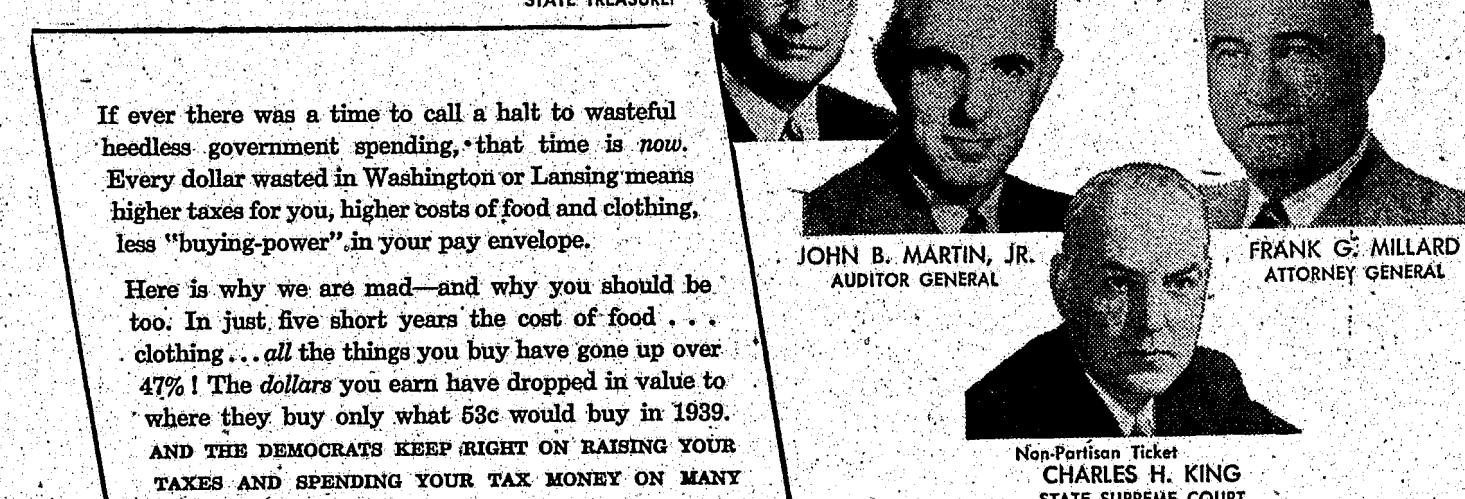 STATE TREASURER
If ever there was a time to call a halt to wasteful
heedless government spending, that time is now.
Every dollar wasted in Washington or Lansing means
higher taxes for you, higher costs of food and clothing,
less "buying-power" in your pay envelope.
Here is why we are mad—and why you should be
too. In just five short years the cost of food . . .
clothing . . . all the things you buy have gone up over
47% ! The dollars you earn have dropped in value to
where they buy only what 53c would buy in 1939.
AND THE DEMOCRATS KEEP RIGHT ON RAISING YOUR
TAXES AND SPENDING YOUR TAX MONEY ON MANY
JOHN B. MARTIN, JR.
AUDITOR GENERAL
FRANK G. MILLARD
ATTORNEY GENERAL
Non-Partisan Ticket
CHARLES H. KING
STATE SUPREME COURT